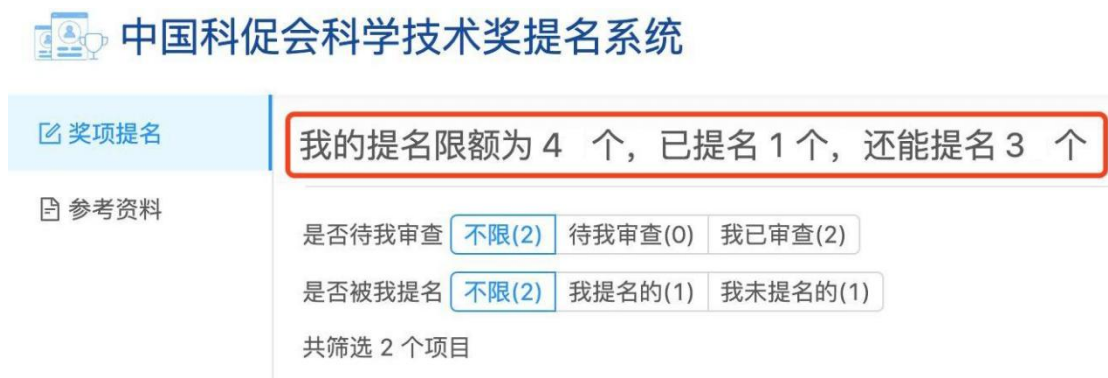 中国科促会科学技术奖提名系统
奖项提名
我的提名限额为 4 个，已提名 1 个，还能提名 3 个
参考资料
是否待我审查 不限(2) 待我审查(0) 我已审查(2)
是否被我提名 不限(2) 我提名的(1) 我未提名的(1)
共筛选 2 个项目